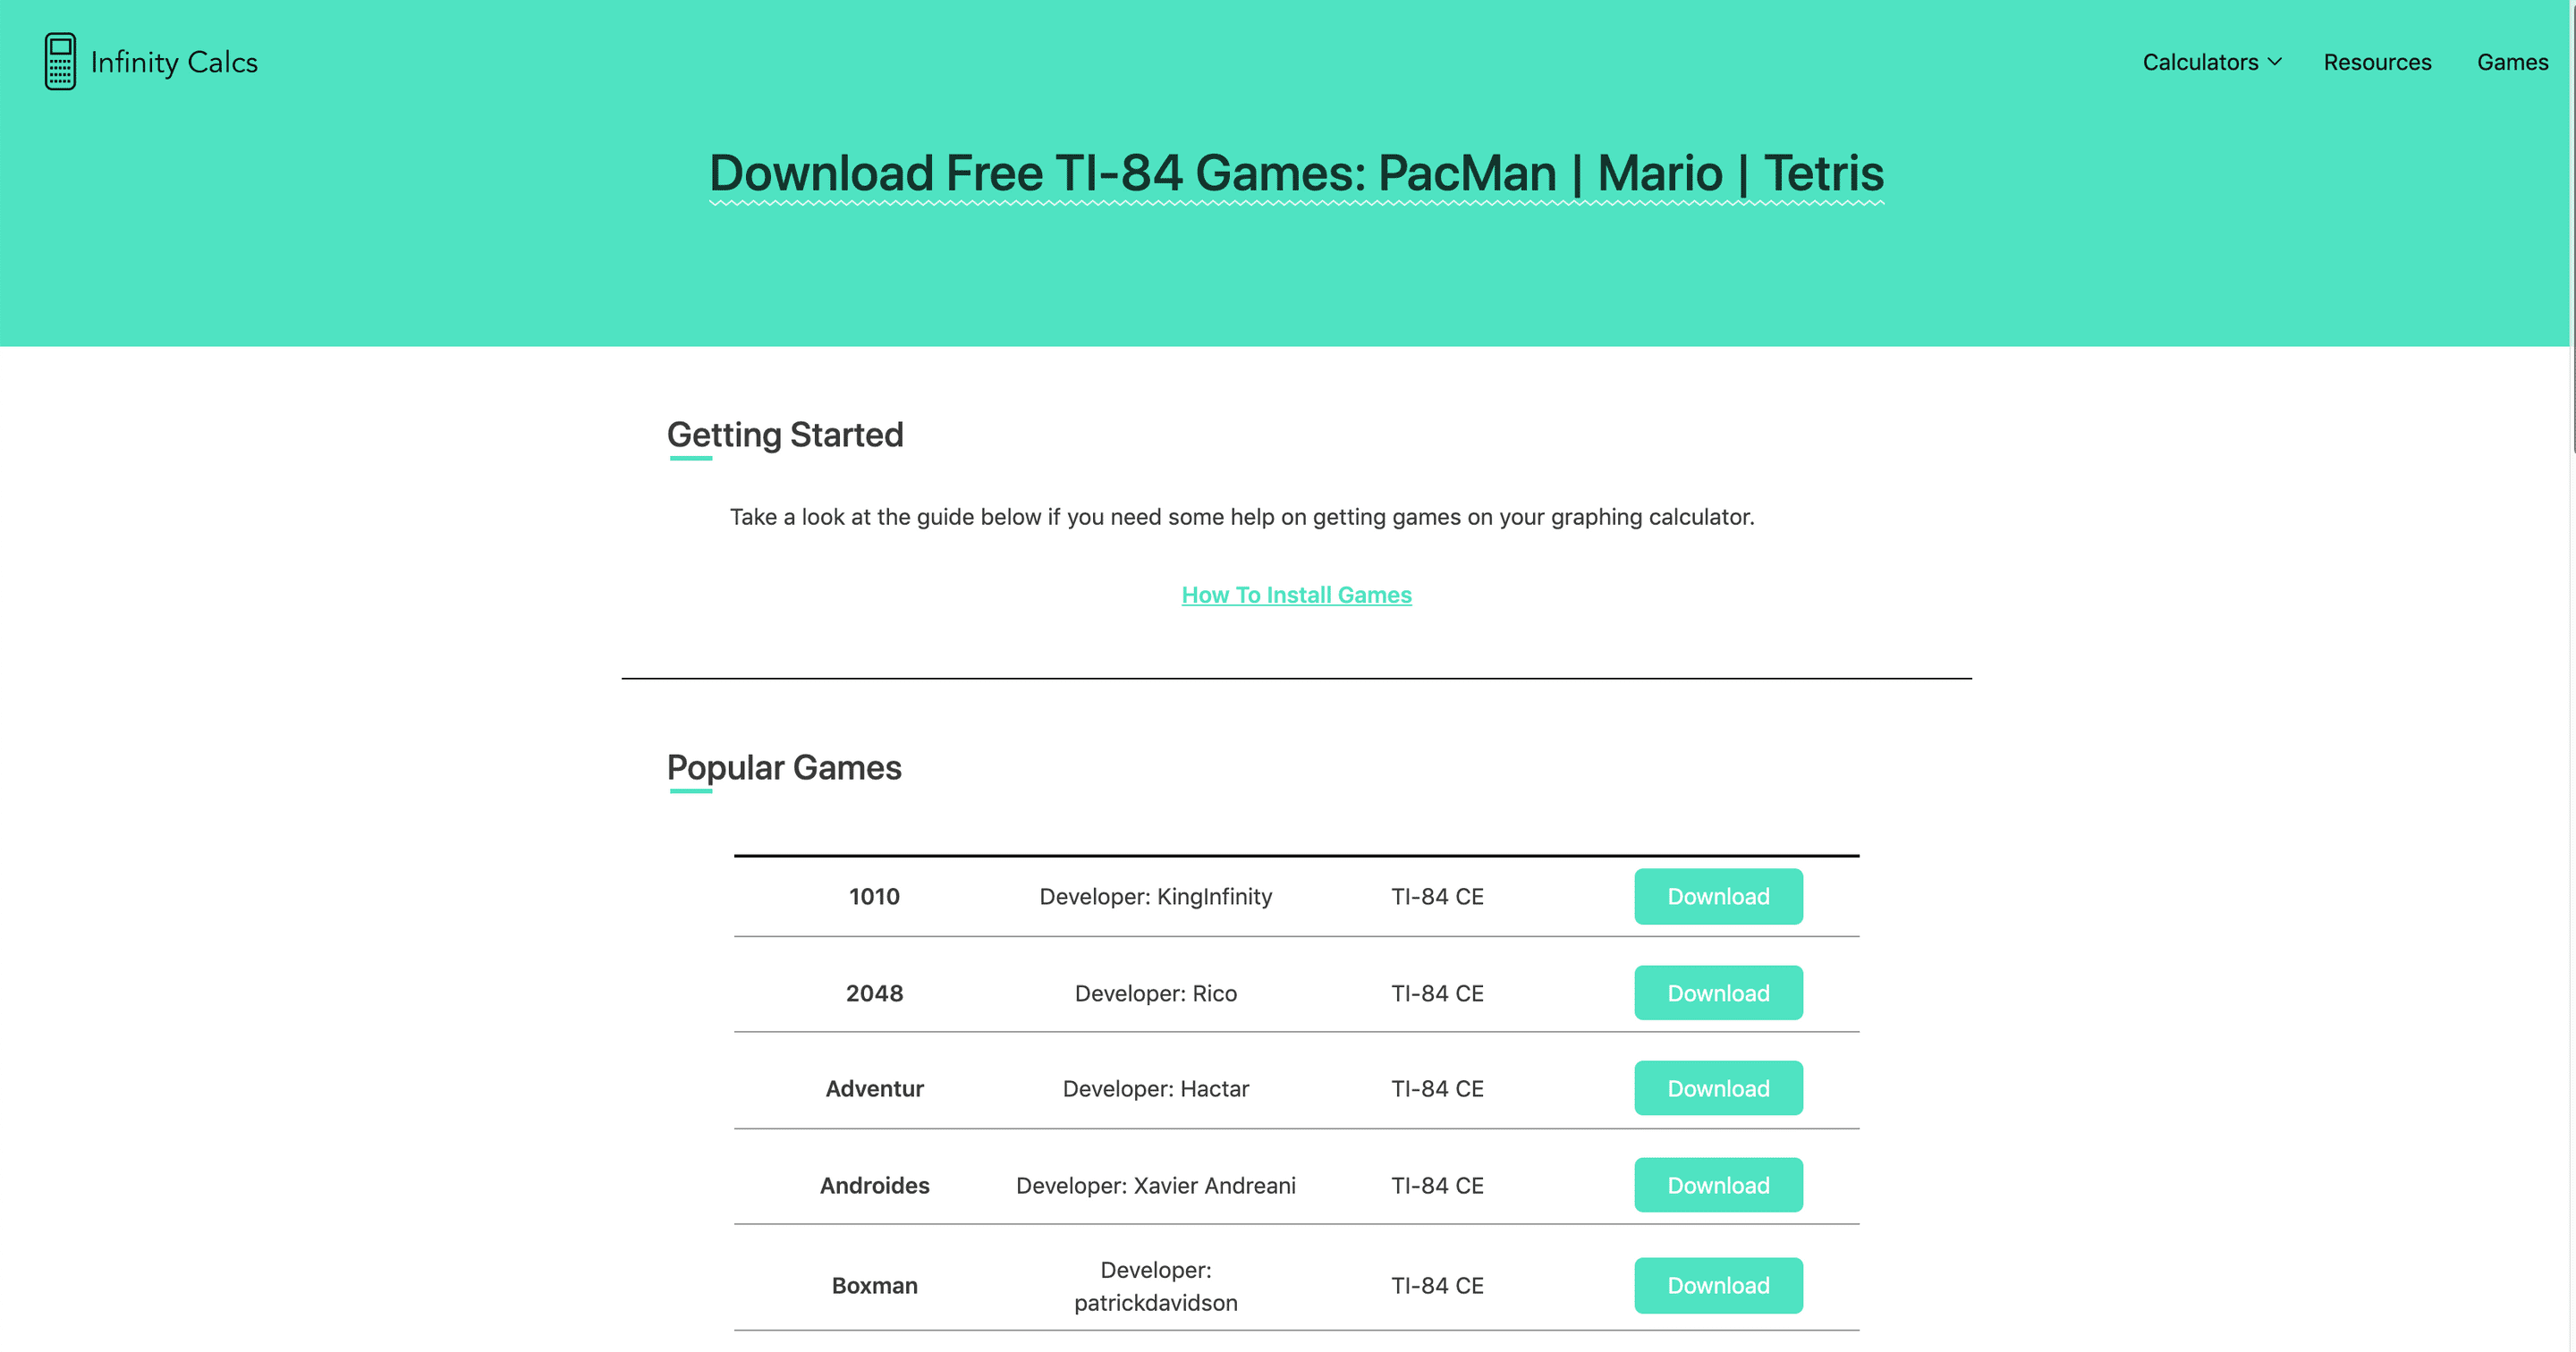 Infinity Calcs
Calculators
Resources
Games
Download Free TI-84 Games: PacMan | Mario | Tetris
Getting Started
Take a look at the guide below if you need some help on getting games on your graphing calculator.
How To Install Games
Popular Games
1010 Developer: KingInfinity TI-84 CE Download
2048 Developer: Rico TI-84 CE Download
Adventur Developer: Hactar TI-84 CE Download
Androides Developer: Xavier Andreani TI-84 CE Download
Boxman Developer: patrickdavidson TI-84 CE Download